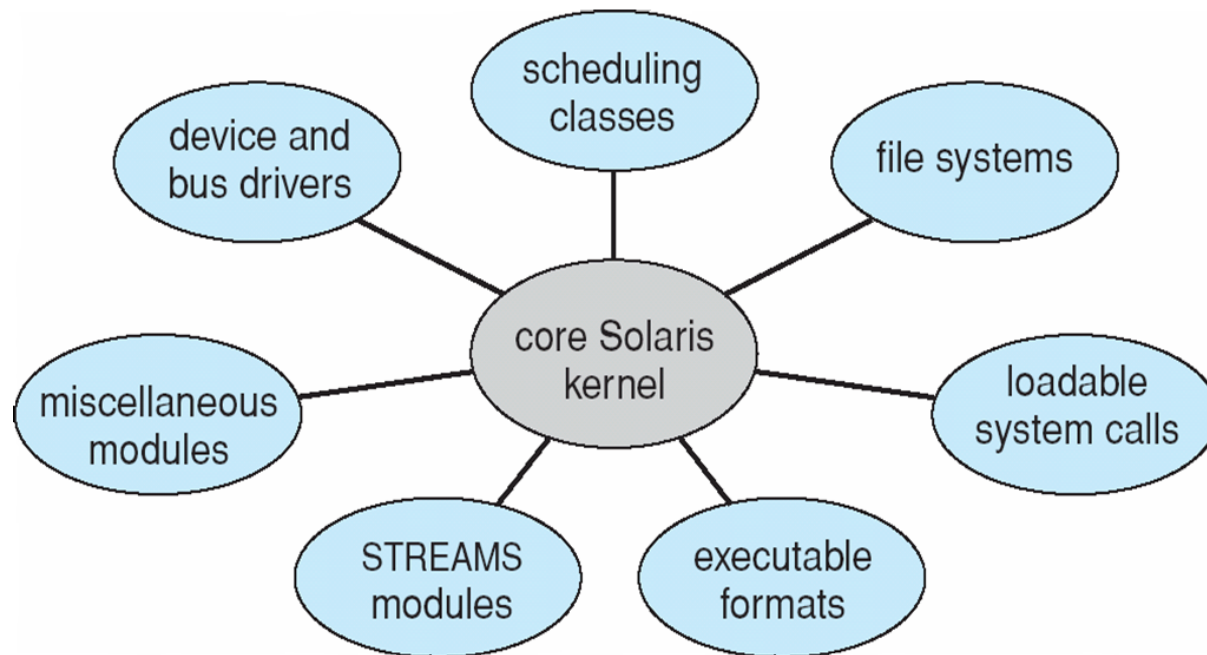 scheduling
classes
device and
bus drivers
file systems
core Solaris
kernel
miscellaneous
modules
loadable
system calls
STREAMS
modules
executable
formats